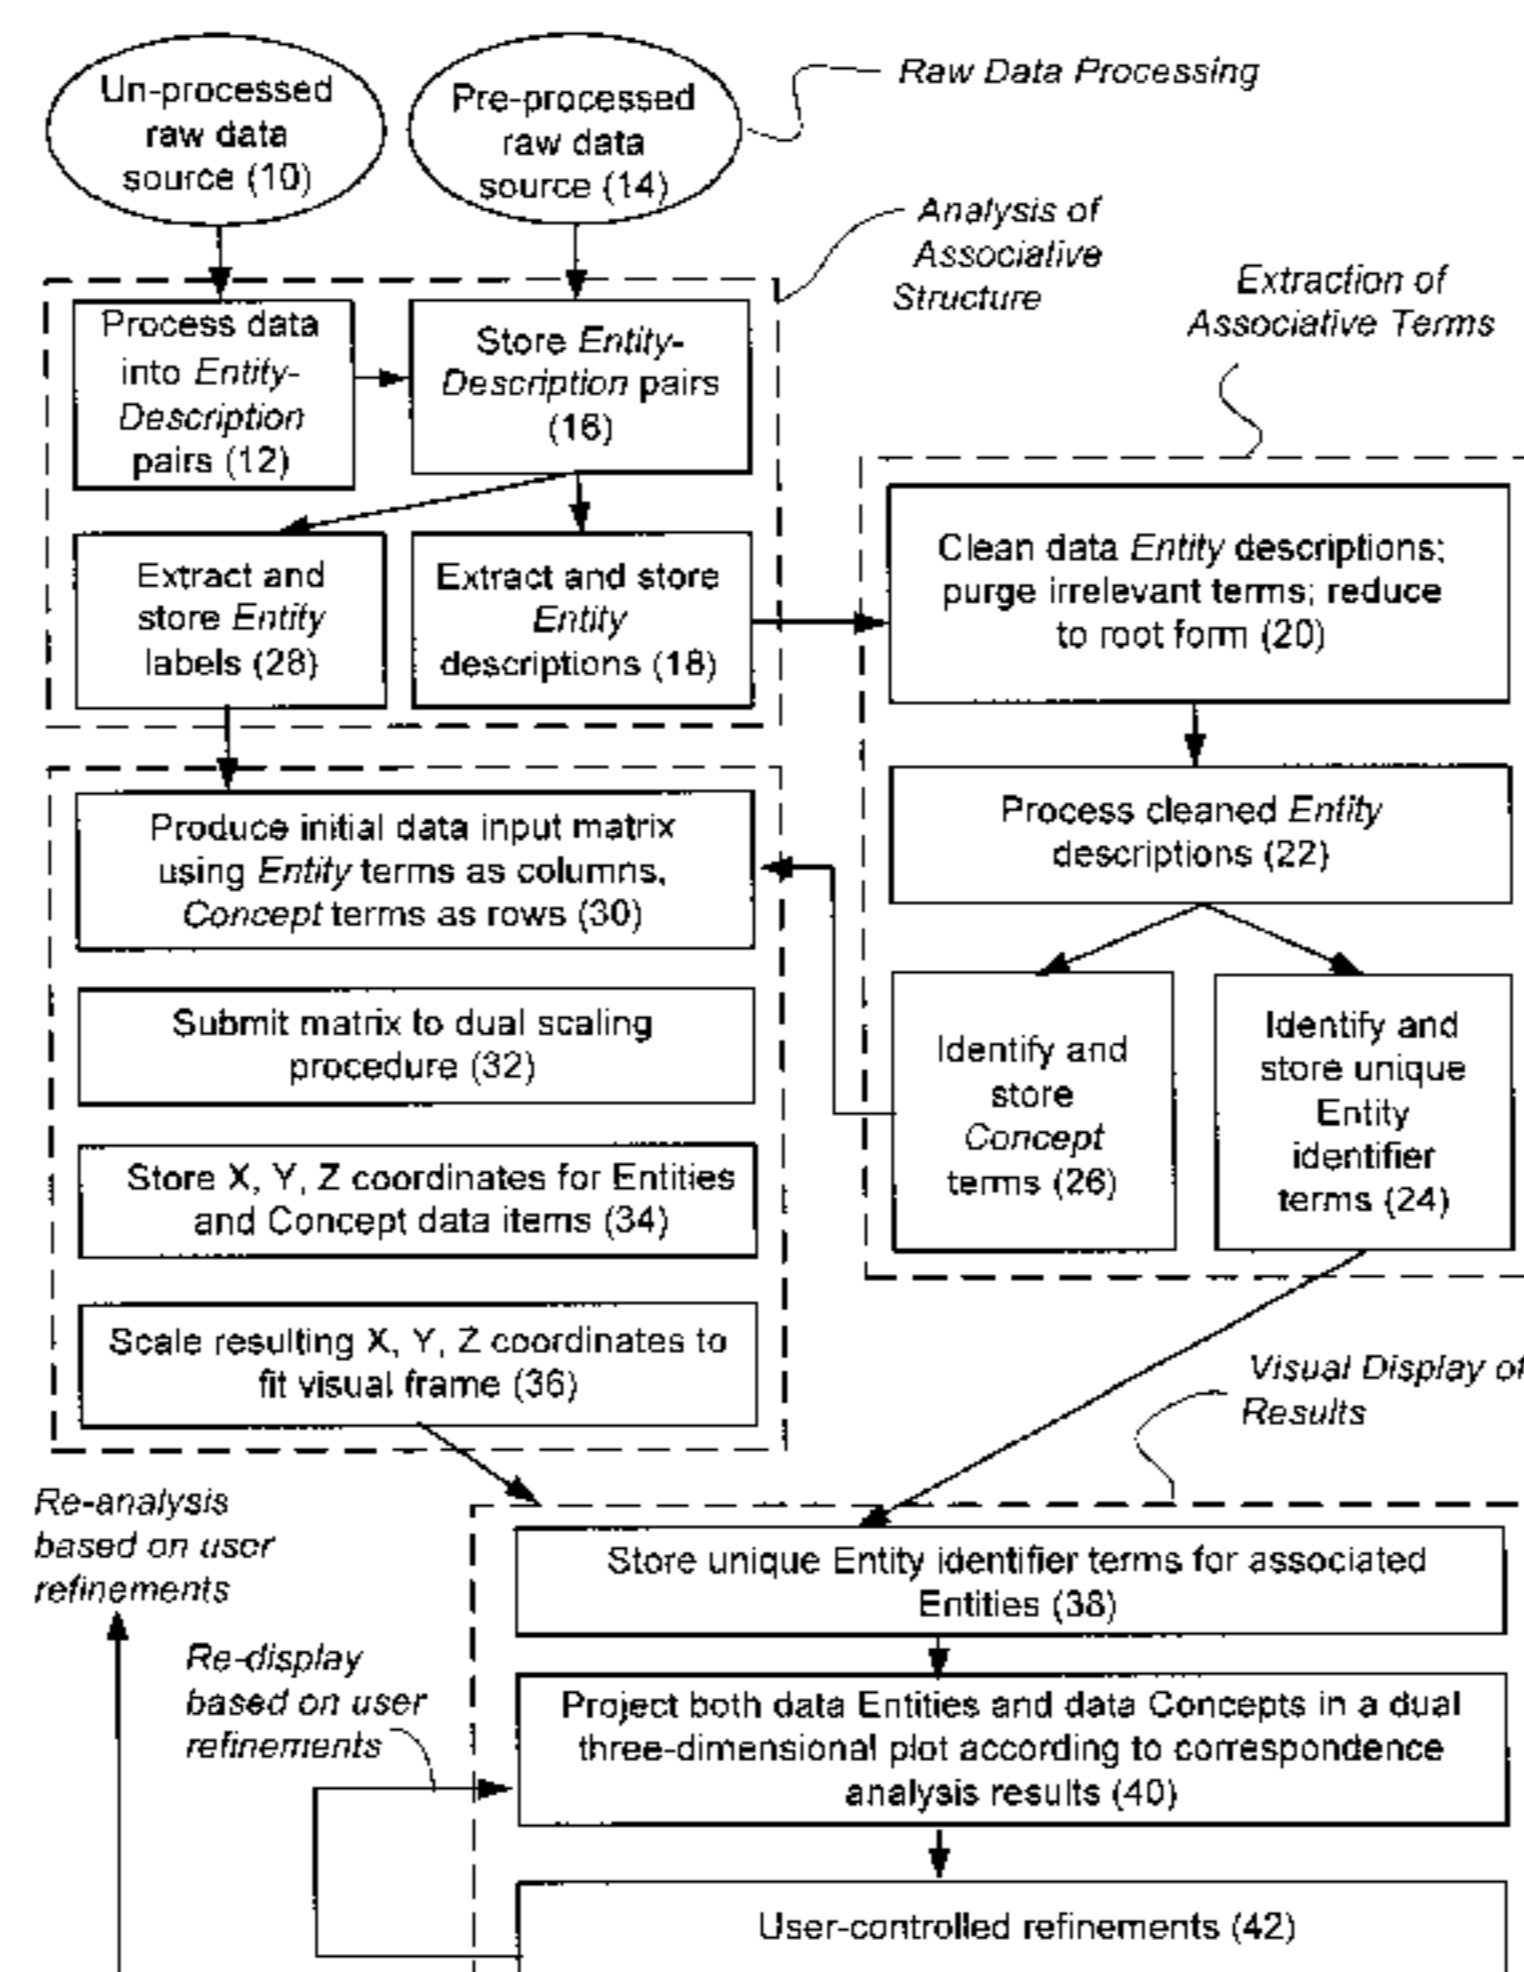 Un-processed
raw data
source (10)
Pre-processed
raw data
source (14)
Raw Data Processing
Analysis of
Associative
Structure
Extraction of
Associative Terms
Process data
into Entity-
Description
pairs (12)
Store Entity-
Description pairs
(16)
Extract and
store Entity
labels (28)
Extract and store
Entity
descriptions (18)
Clean data Entity descriptions;
purge irrelevant terms; reduce
to root form (20)
Process cleaned Entity
descriptions (22)
Identify and
store
Concept
terms (26)
Identify and
store unique
Entity
identifier
terms (24)
Produce initial data input matrix
using Entity terms as columns,
Concept terms as rows (30)
Submit matrix to dual scaling
procedure (32)
Store X, Y, Z coordinates for Entities
and Concept data items (34)
Scale resulting X, Y, Z coordinates to
fit visual frame (36)
Visual Display of
Results
Re-analysis
based on user
refinements
Re-display
based on user
refinements
Store unique Entity identifier terms for associated
Entities (38)
Project both data Entities and data Concepts in a dual
three-dimensional plot according to correspondence
analysis results (40)
User-controlled refinements (42)